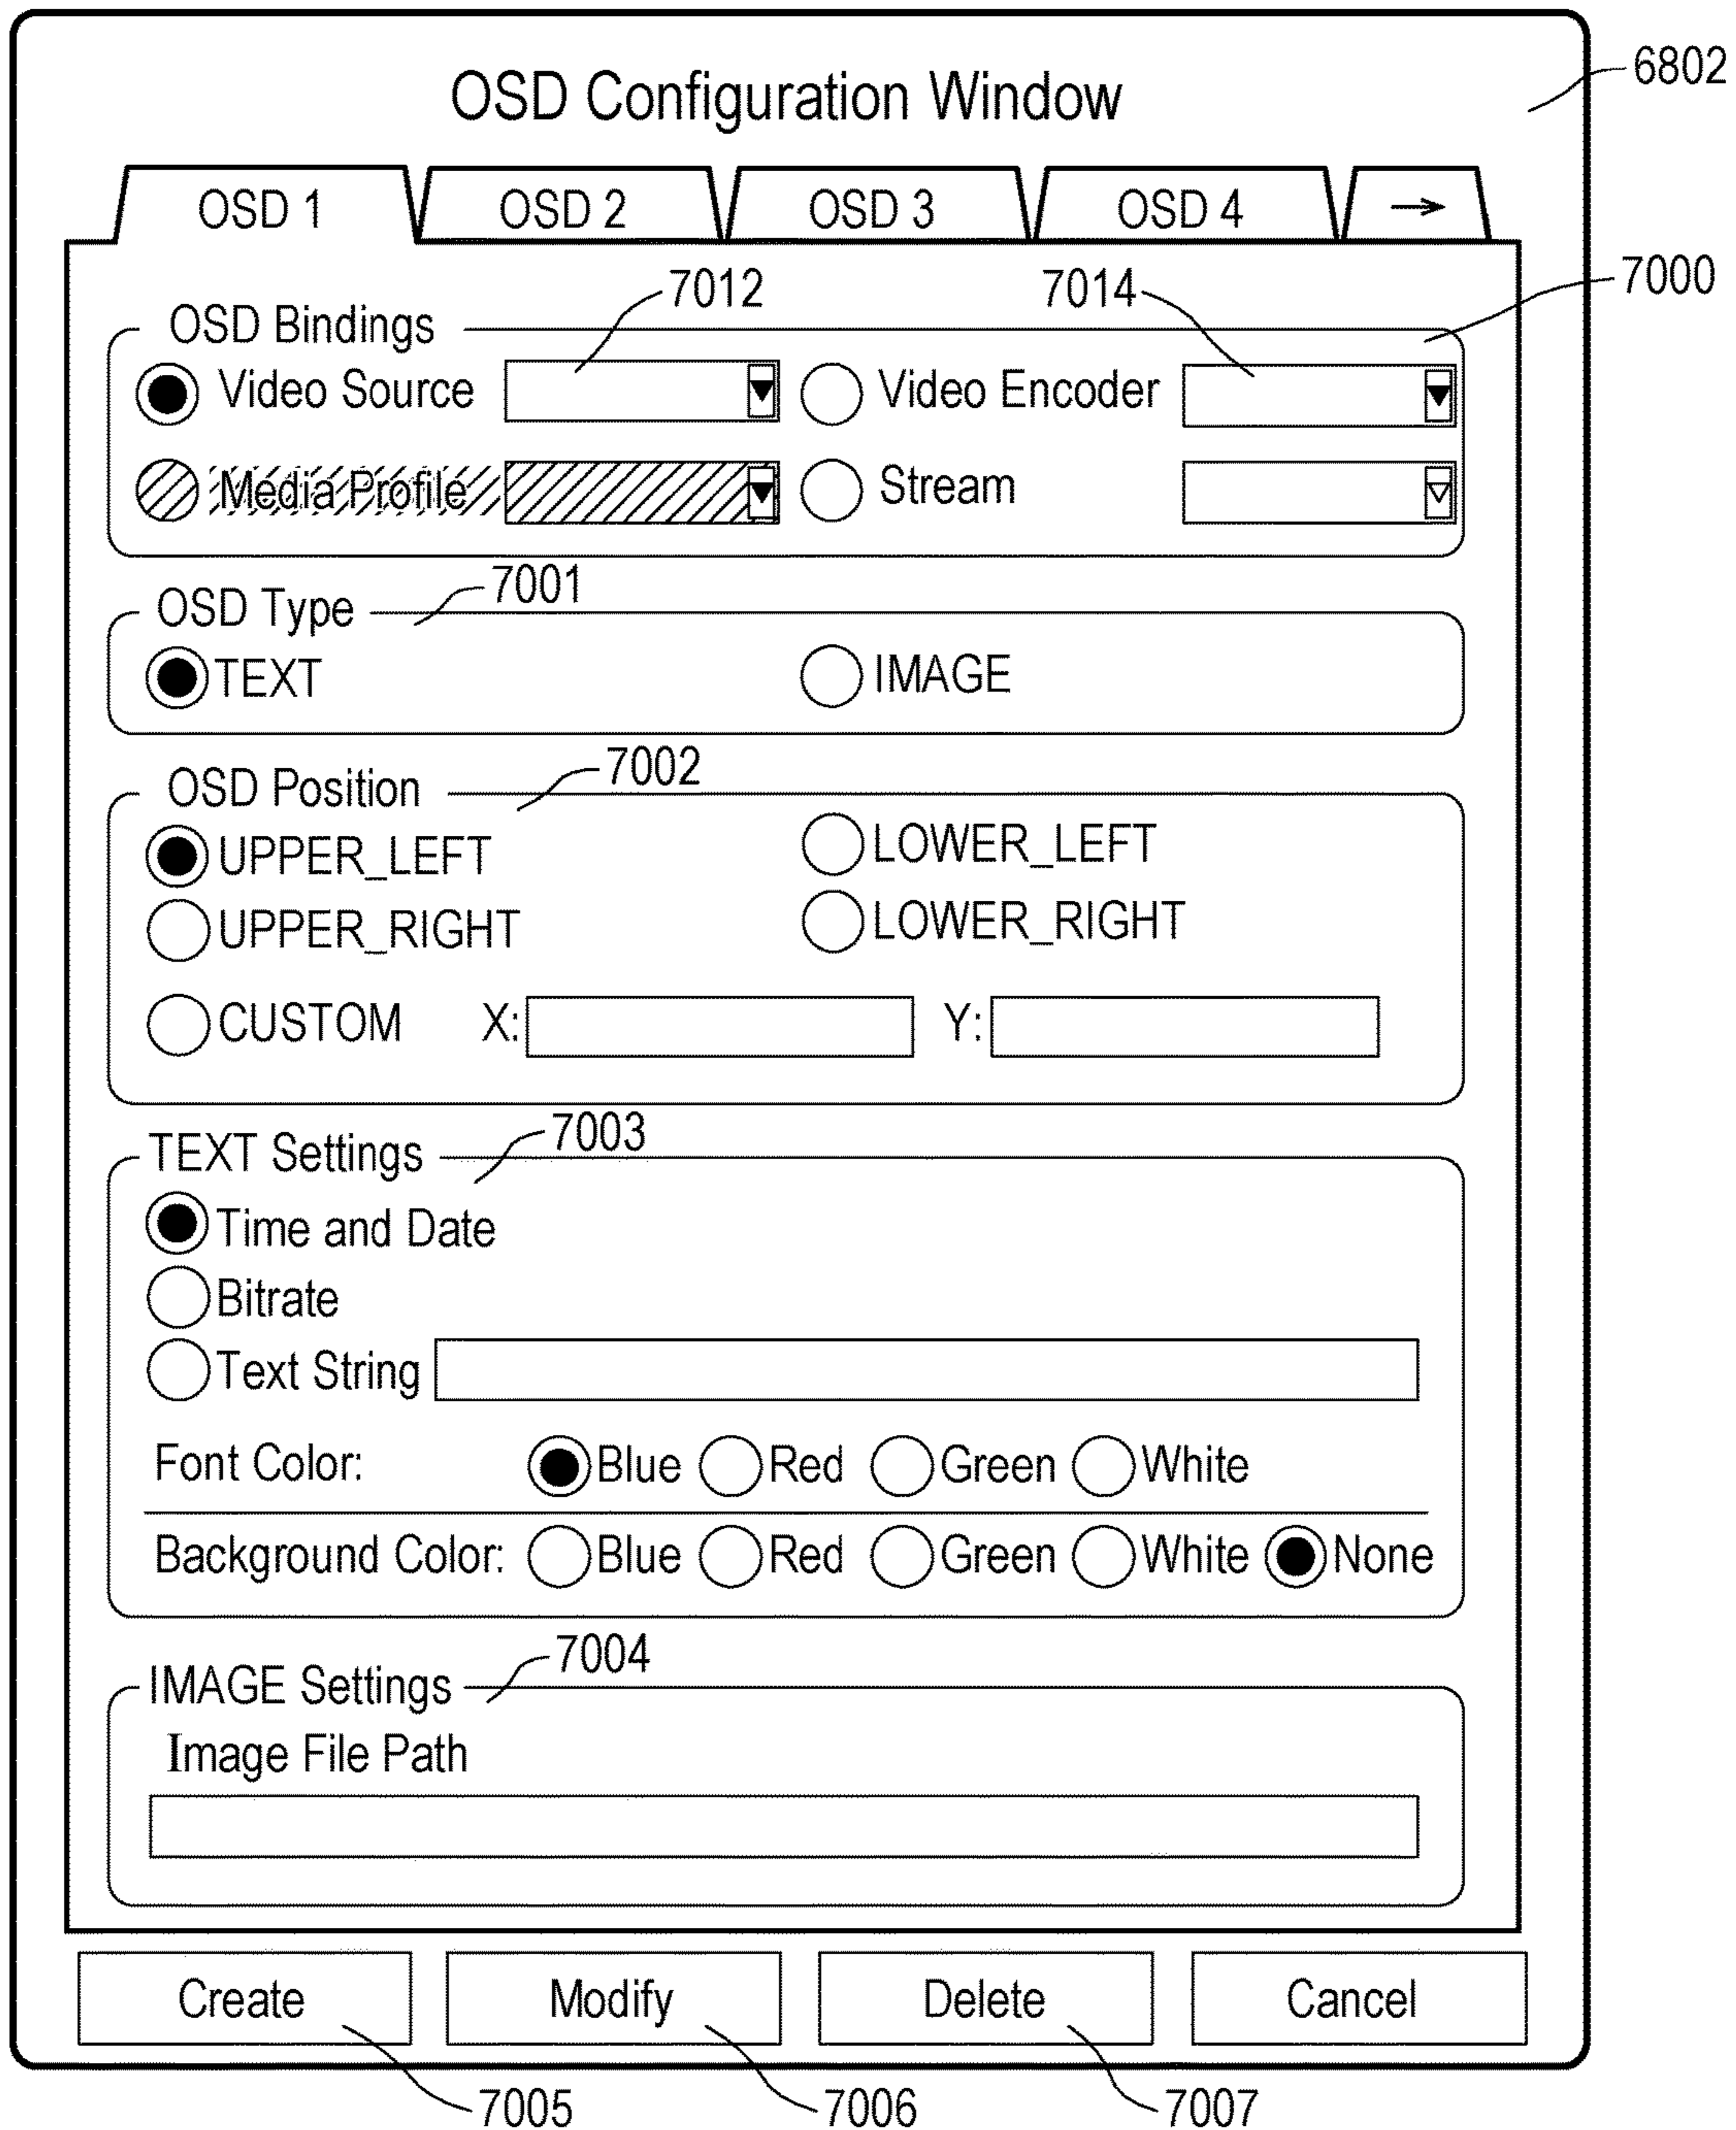 OSD Configuration Window
6802
OSD 1 OSD 2 OSD 3 OSD 4 →
7012 7014 7000
OSD Bindings
Video Source Video Encoder
Media Profile Stream
7001
OSD Type
TEXT IMAGE
7002
OSD Position
UPPER_LEFT LOWER_LEFT
UPPER_RIGHT LOWER_RIGHT
CUSTOM X: Y:
7003
TEXT Settings
Time and Date
Bitrate
Text String
Font Color: Blue Red Green White
Background Color: Blue Red Green White None
7004
IMAGE Settings
Image File Path
Create Modify Delete Cancel
7005 7006 7007